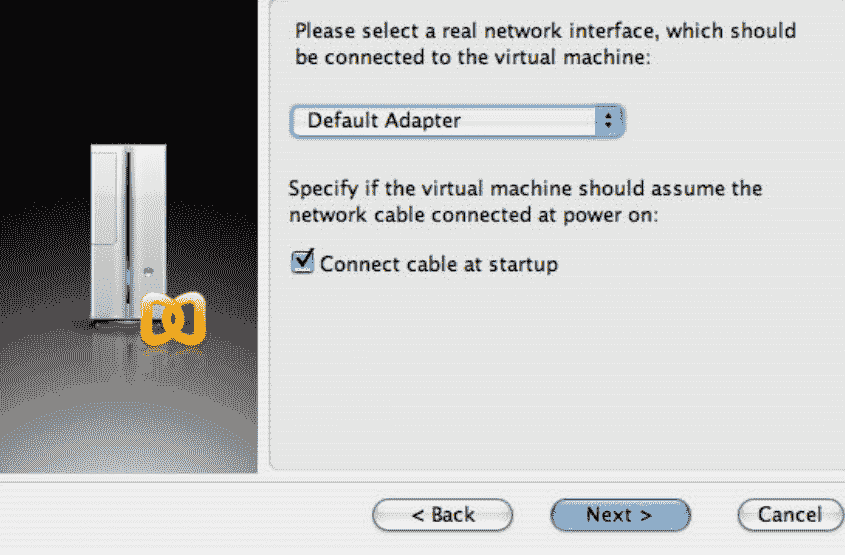 Please select a real network interface, which should
be connected to the virtual machine:
Default Adapter
Specify if the virtual machine should assume the
network cable connected at power on:
Connect cable at startup
< Back
Next >
Cancel